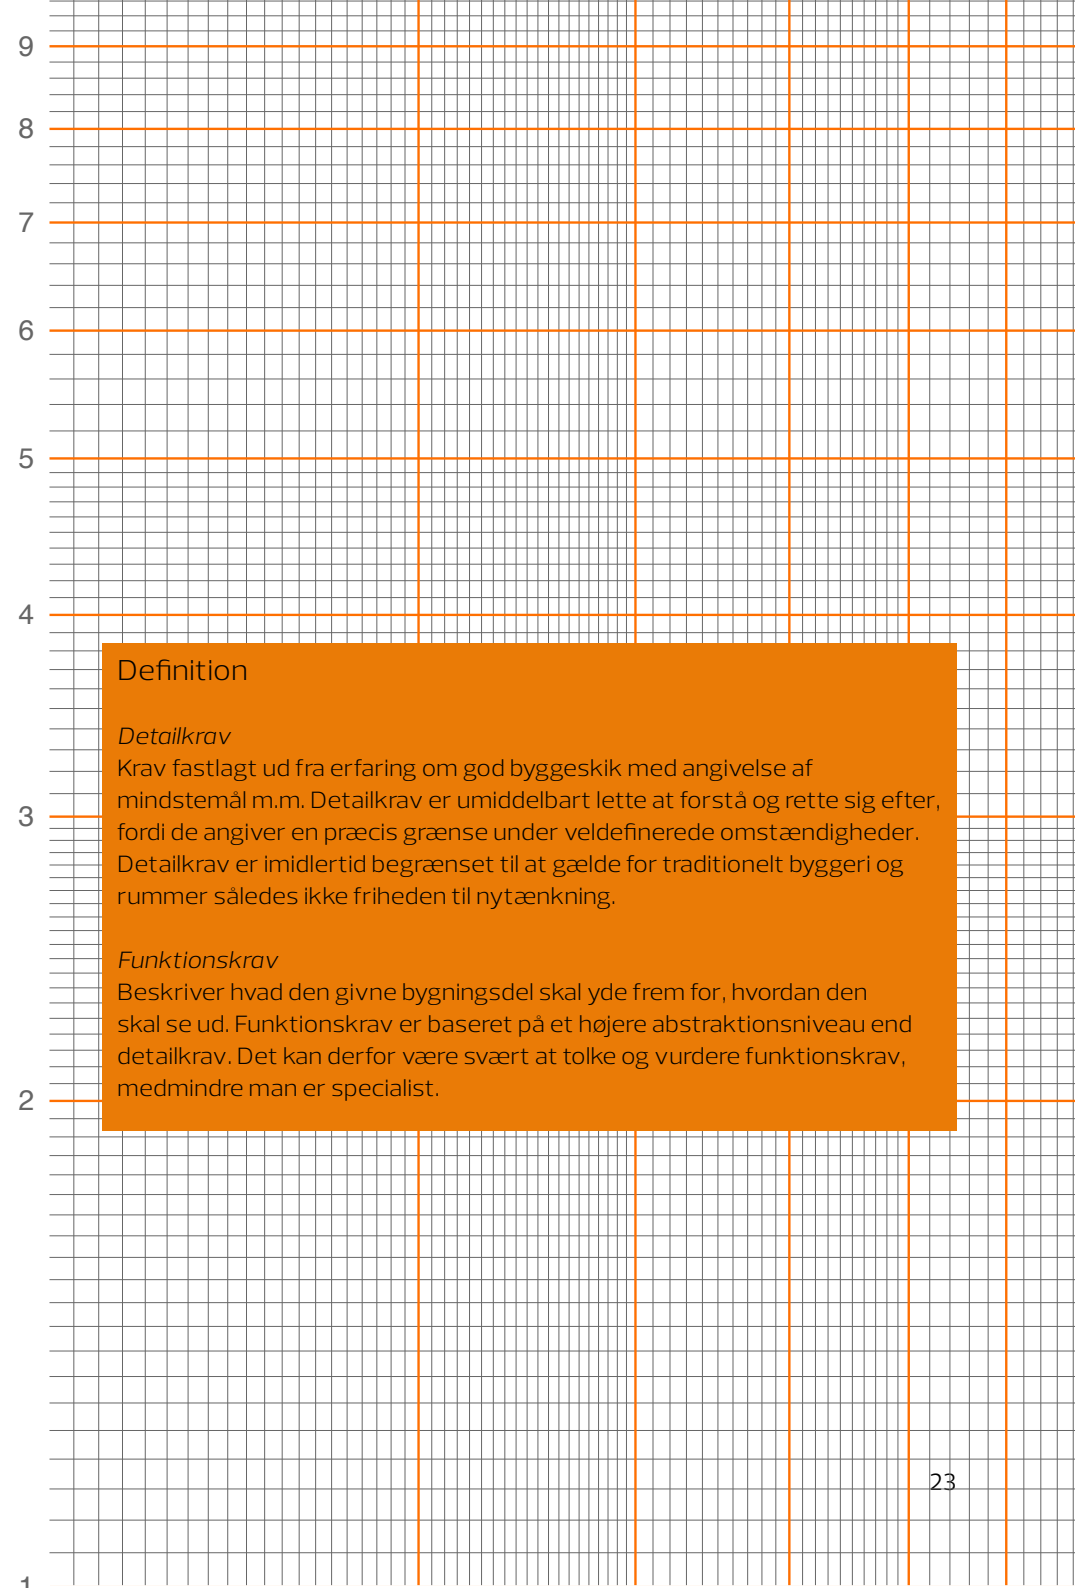 9
8
7
6
5
4
Definition
Detailkrav
Krav fastlagt ud fra erfaring om god byggeskik med angivelse af
mindstemål m.m. Detailkrav er umiddelbart lette at forstå og rette sig efter,
3
fordi de angiver en præcis grænse under veldefinerede omstændigheder.
Detailkrav er imidlertid begrænset til at gælde for traditionelt byggeri og
rummer således ikke friheden til nytænkning.
Funktionskrav
Beskriver hvad den givne bygningsdel skal yde frem for, hvordan den
skal se ud. Funktionskrav er baseret på et højere abstraktionsniveau end
detailkrav. Det kan derfor være svært at tolke og vurdere funktionskrav,
medmindre man er specialist.
2
23
1